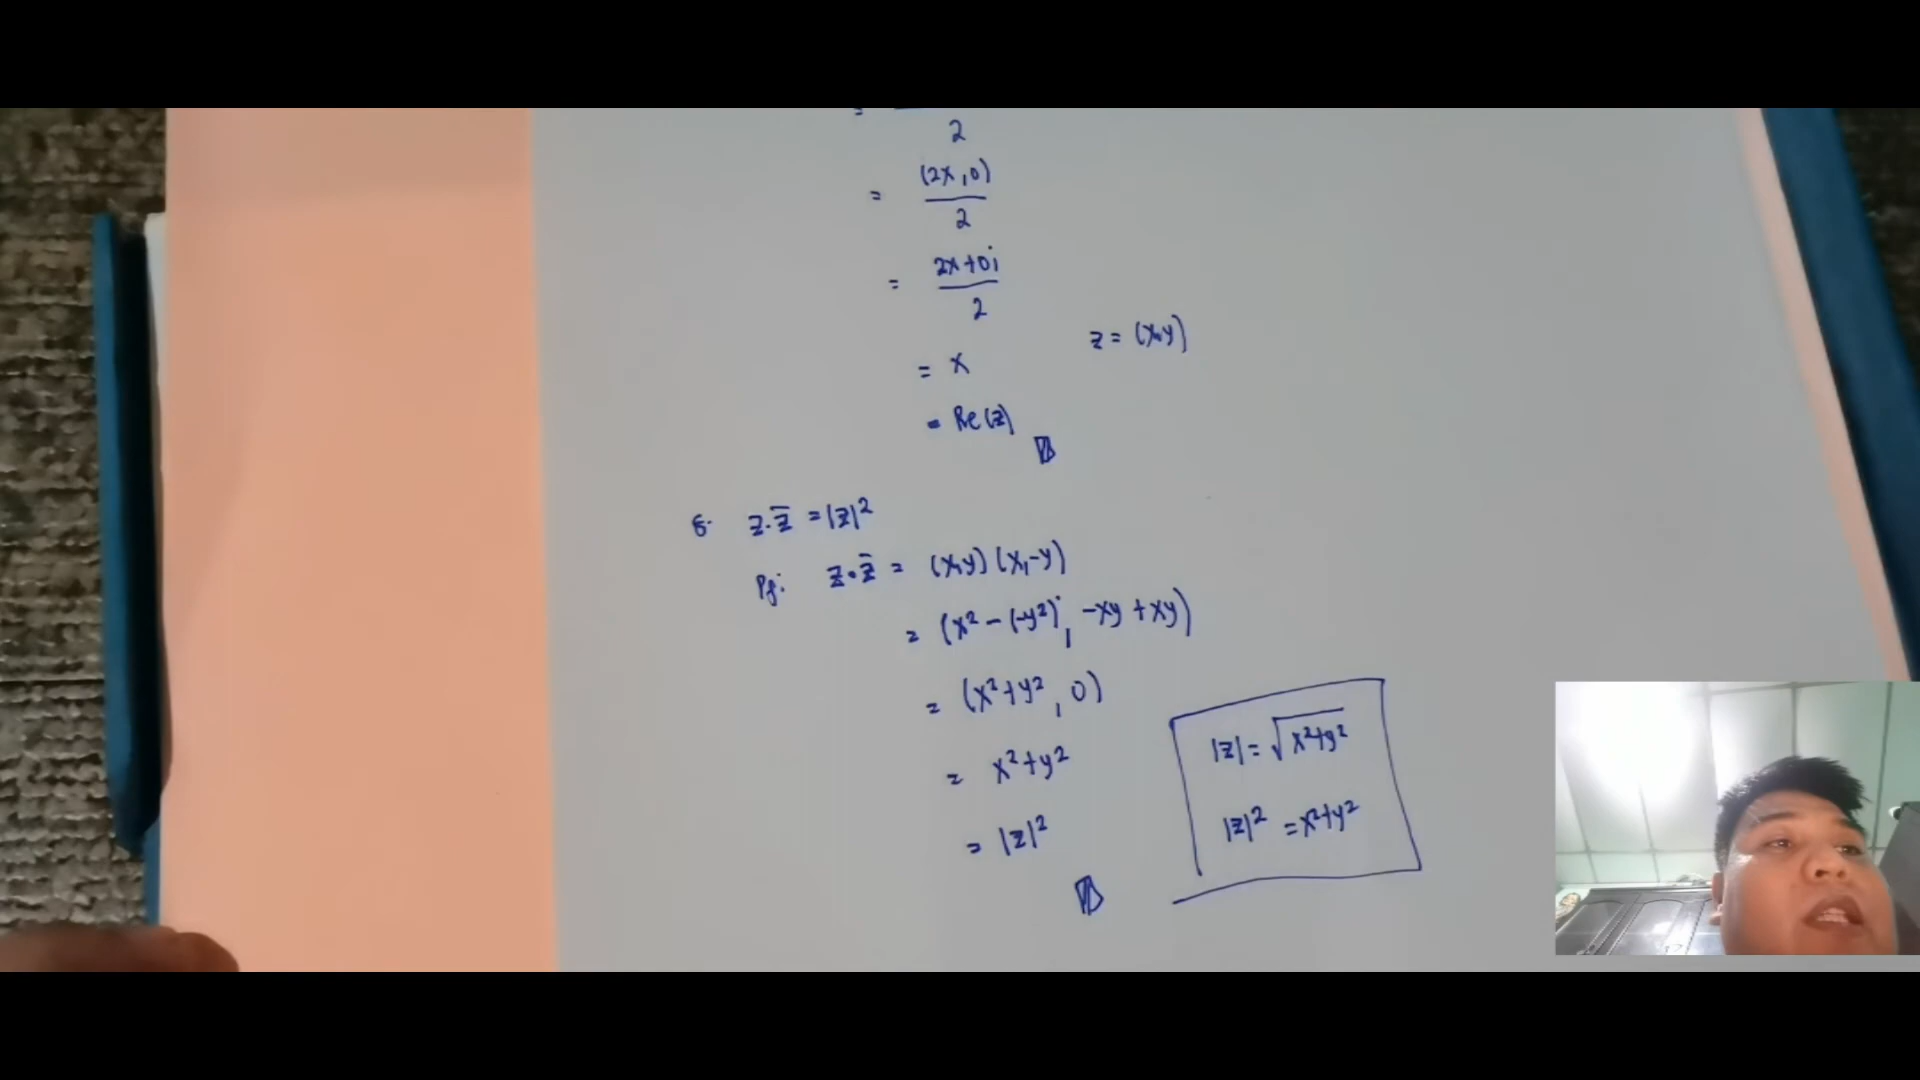 =
2
= (2x,0)
2
= 2x+0i
2
= x
z = (x,y)
= Re(z)
8. z·z̄ = |z|²
Pf: z·z̄ = (x,y)(x,-y)
= (x² - (-y²), -xy + xy)
= (x²+y², 0)
= x²+y²
= |z|²
|z| = √x²+y²
|z|² = x²+y²